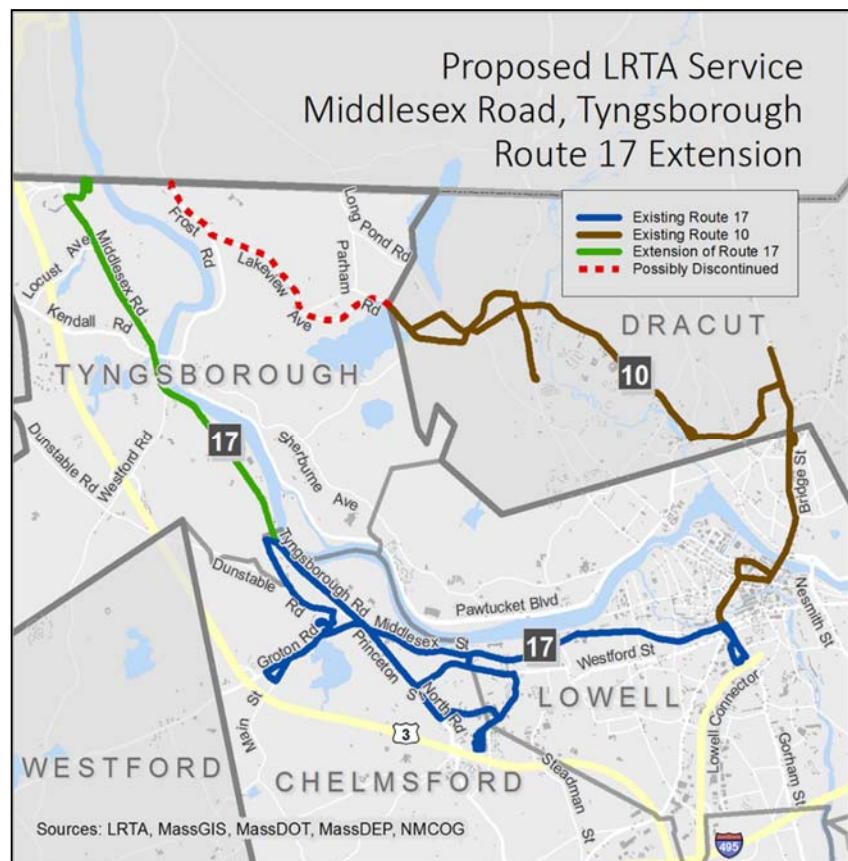 Proposed LRTA Service
Middlesex Road, Tyngsborough
Route 17 Extension
Existing Route 17
Existing Route 10
Extension of Route 17
Possibly Discontinued
Long Pond Rd
Frost Rd
Parham Rd
Lakeview Ave
Locust Ave
Middlesex Rd
Kendall Rd
DRACUT
10
TYNGSBOROUGH
17
Dunstable Rd
Westford Rd
Sherburne Ave
Bridge St
Tyngsborough Rd
Dunstable Rd
Pawtucket Blvd
Nesmith St
Groton Rd
Middlesex St
17
Westford St
Princeton S
North Rd
LOWELL
Main St
Lowell Connector
3
WESTFORD
CHELMSFORD
Steadman St
Gorham St
Sources: LRTA, MassGIS, MassDOT, MassDEP, NMCOG
495